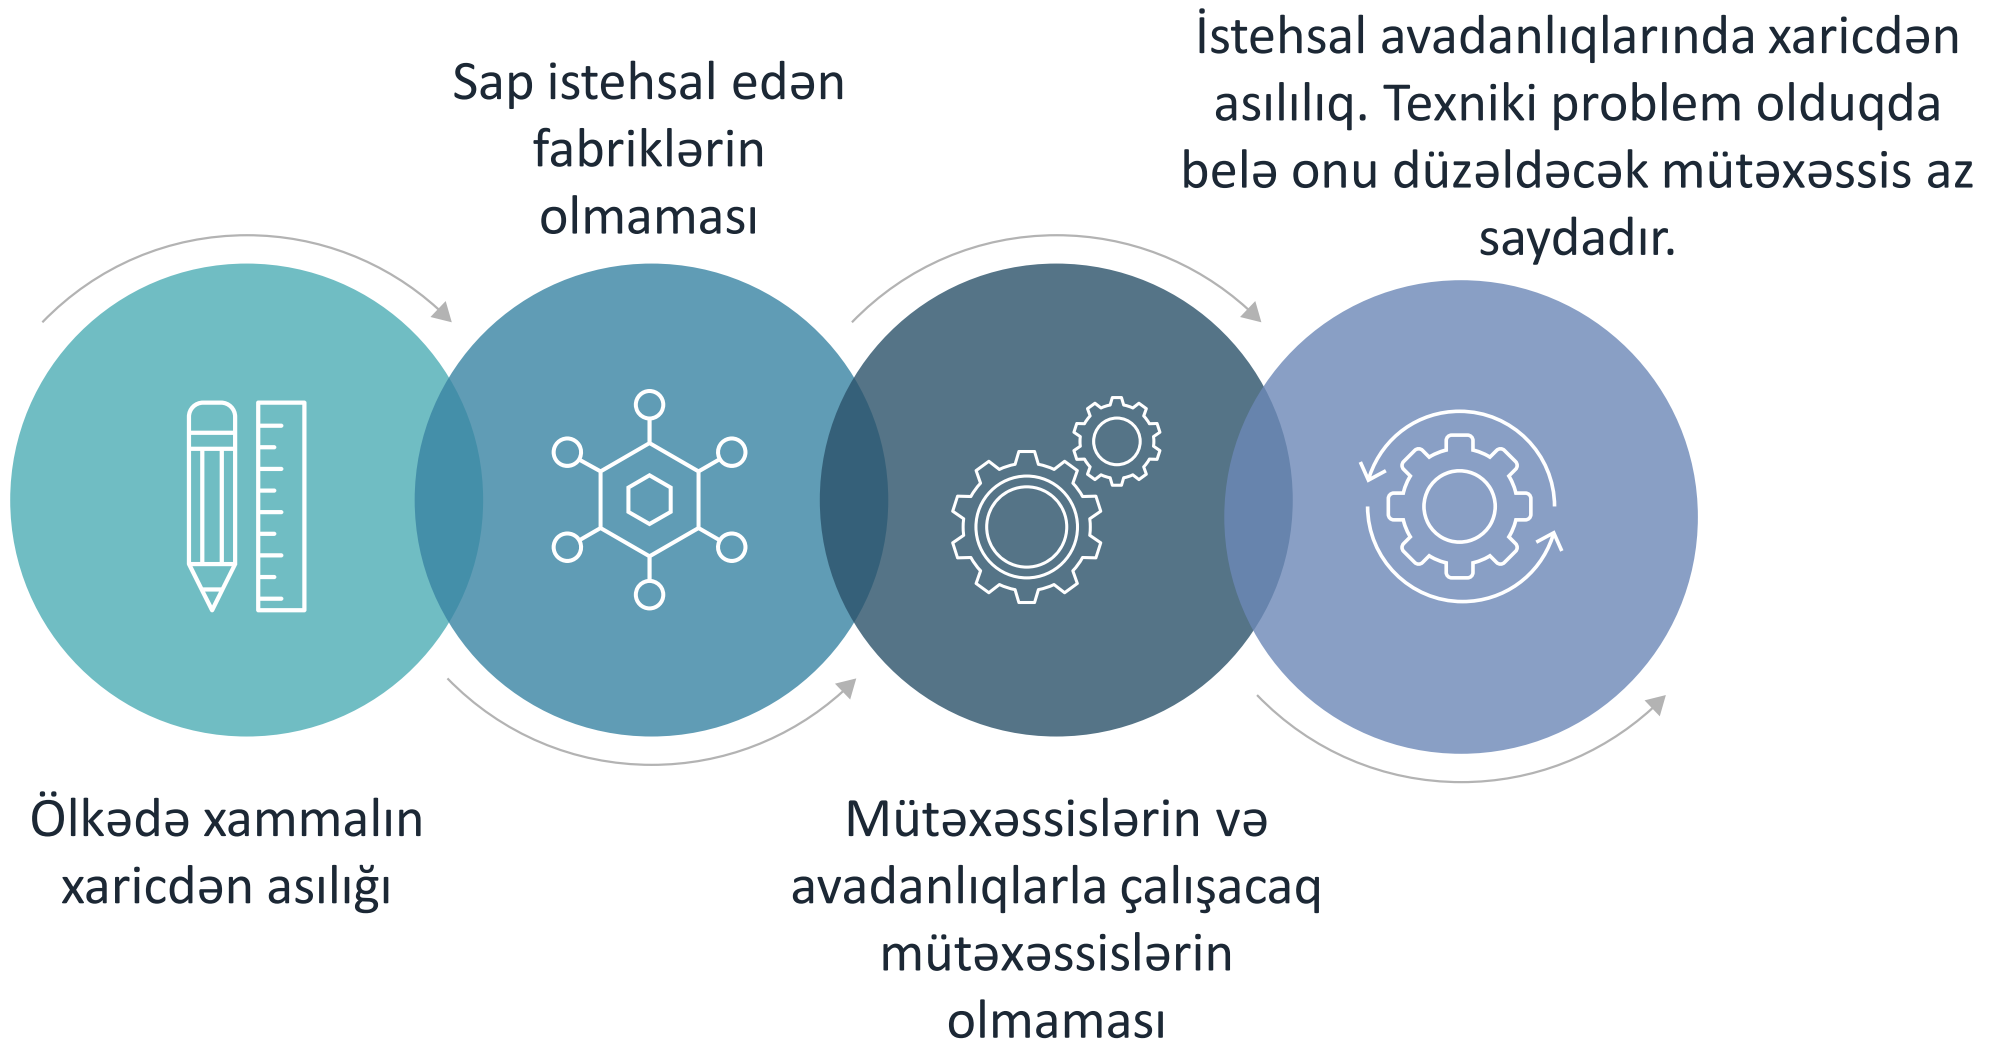 Ölkədə xammalın
xaricdən asılığı
Sap istehsal edən
fabriklərin
olmaması
Mütəxəssislərin və
avadanlıqlarla çalışacaq
mütəxəssislərin
olmaması
İstehsal avadanlıqlarında xaricdən
asılılıq. Texniki problem olduqda
belə onu düzəldəcək mütəxəssis az
saydadır.